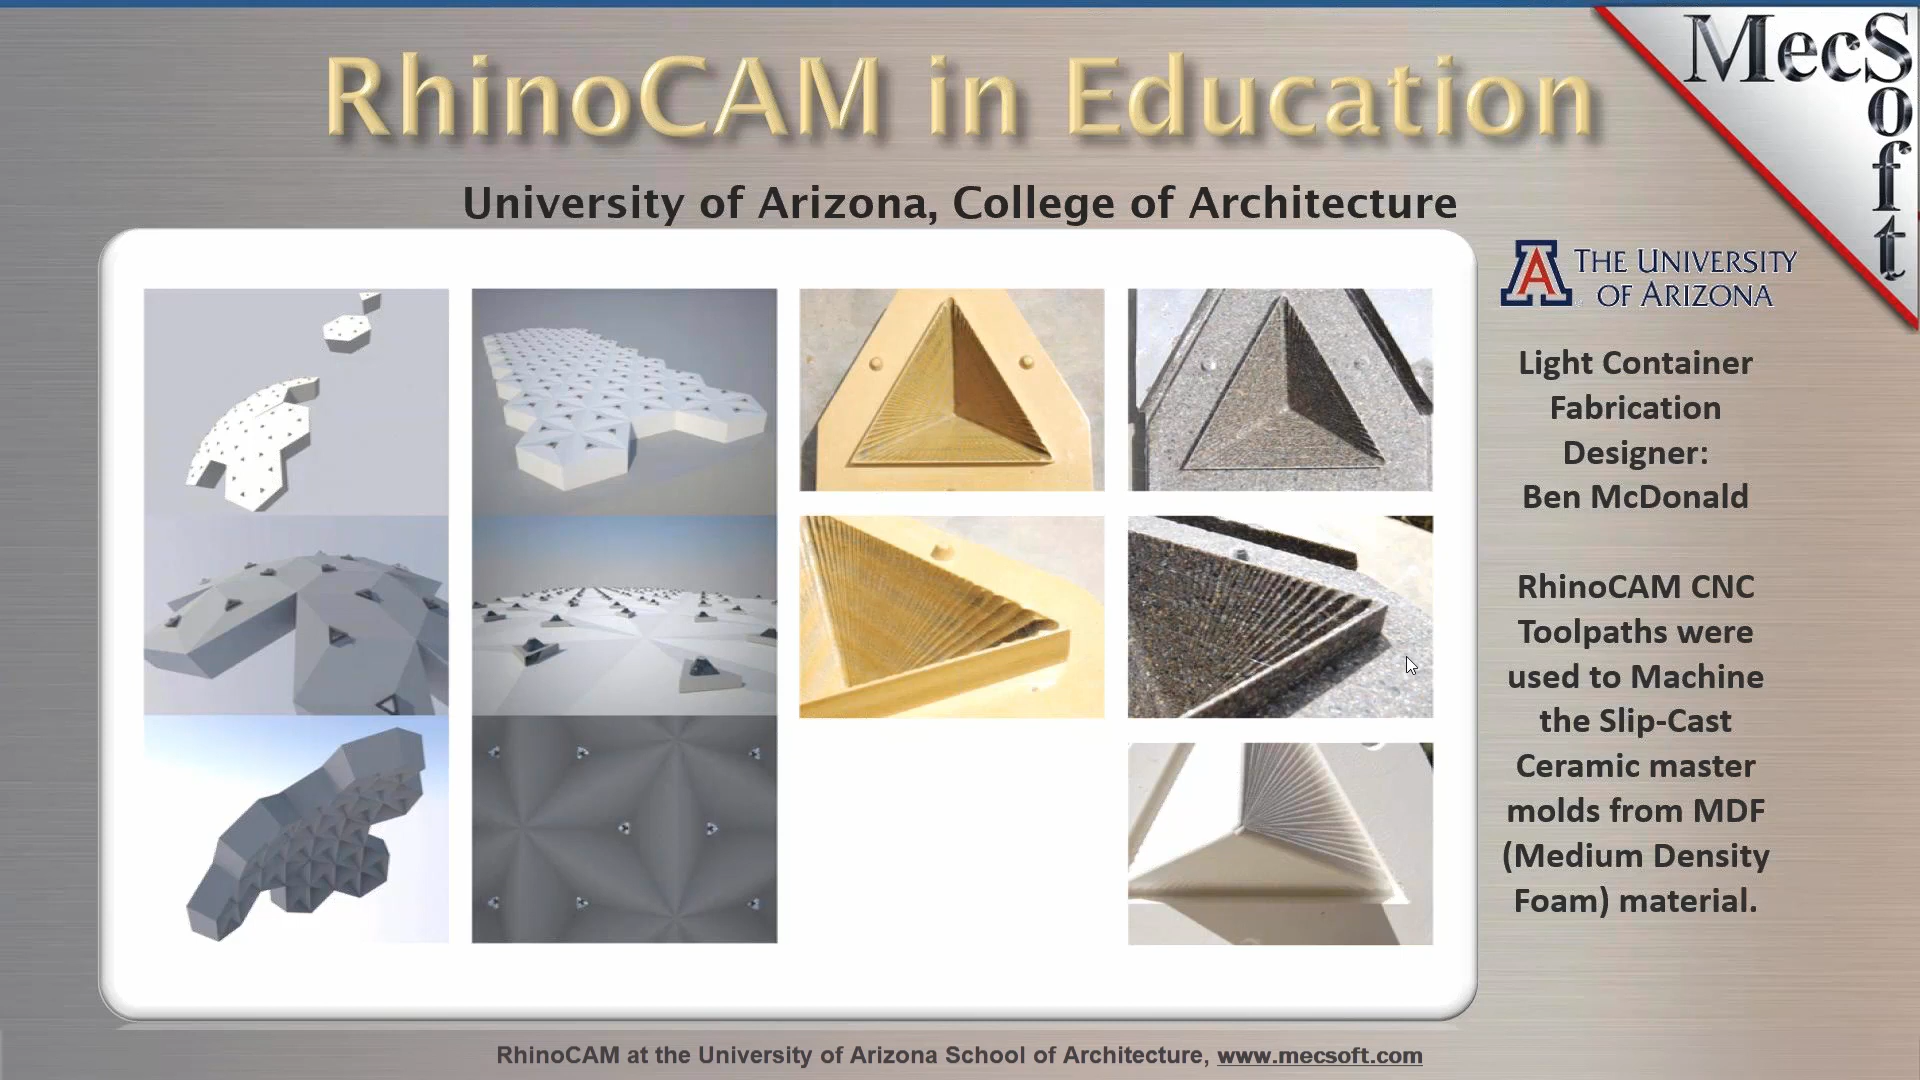 RhinoCAM in Education
MecSoft
University of Arizona, College of Architecture
THE UNIVERSITY
OF ARIZONA
Light Container
Fabrication
Designer:
Ben McDonald
RhinoCAM CNC
Toolpaths were
used to Machine
the Slip-Cast
Ceramic master
molds from MDF
(Medium Density
Foam) material.
RhinoCAM at the University of Arizona School of Architecture, www.mecsoft.com